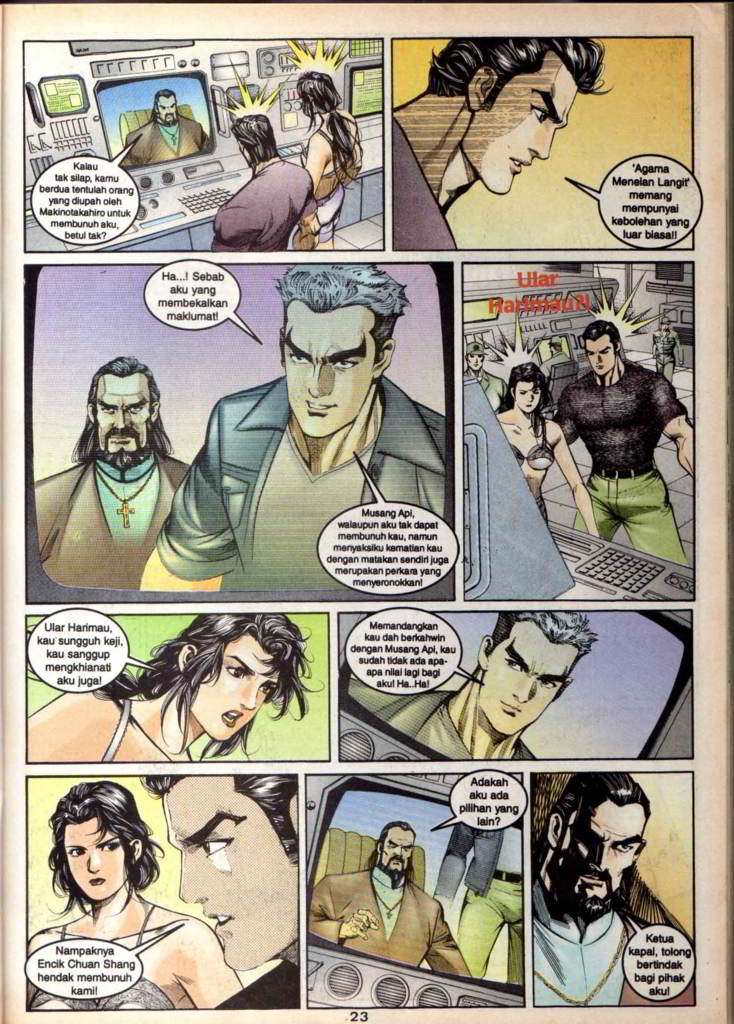 Kalau
tak silap, kamu
berdua tentulah orang
yang diupah oleh
Makinotakahiro untuk
membunuh aku,
betul tak?
'Agama
Menelan Langit'
memang
mempunyai
kebolehan yang
luar biasa!!
Ha...! Sebab
aku yang
membekalkan
maklumat!
Musang Api,
walaupun aku tak dapat
membunuh kau, namun
menyaksiku kematian kau
dengan matakan sendiri juga
merupakan perkara yang
menyeronokkan!
Ular
Harimau?!
Ular Harimau,
kau sungguh keji,
kau sanggup
mengkhianati
aku juga!
Memandangkan
kau dah berkahwin
dengan Musang Api, kau
sudah tidak ada apa-
apa nilai lagi bagi
aku! Ha..Ha!
Nampaknya
Encik Chuan Shang
hendak membunuh
kami!
Adakah
aku ada
pilihan yang
lain?
Ketua
kapal, tolong
bertindak
bagi pihak
aku!
23